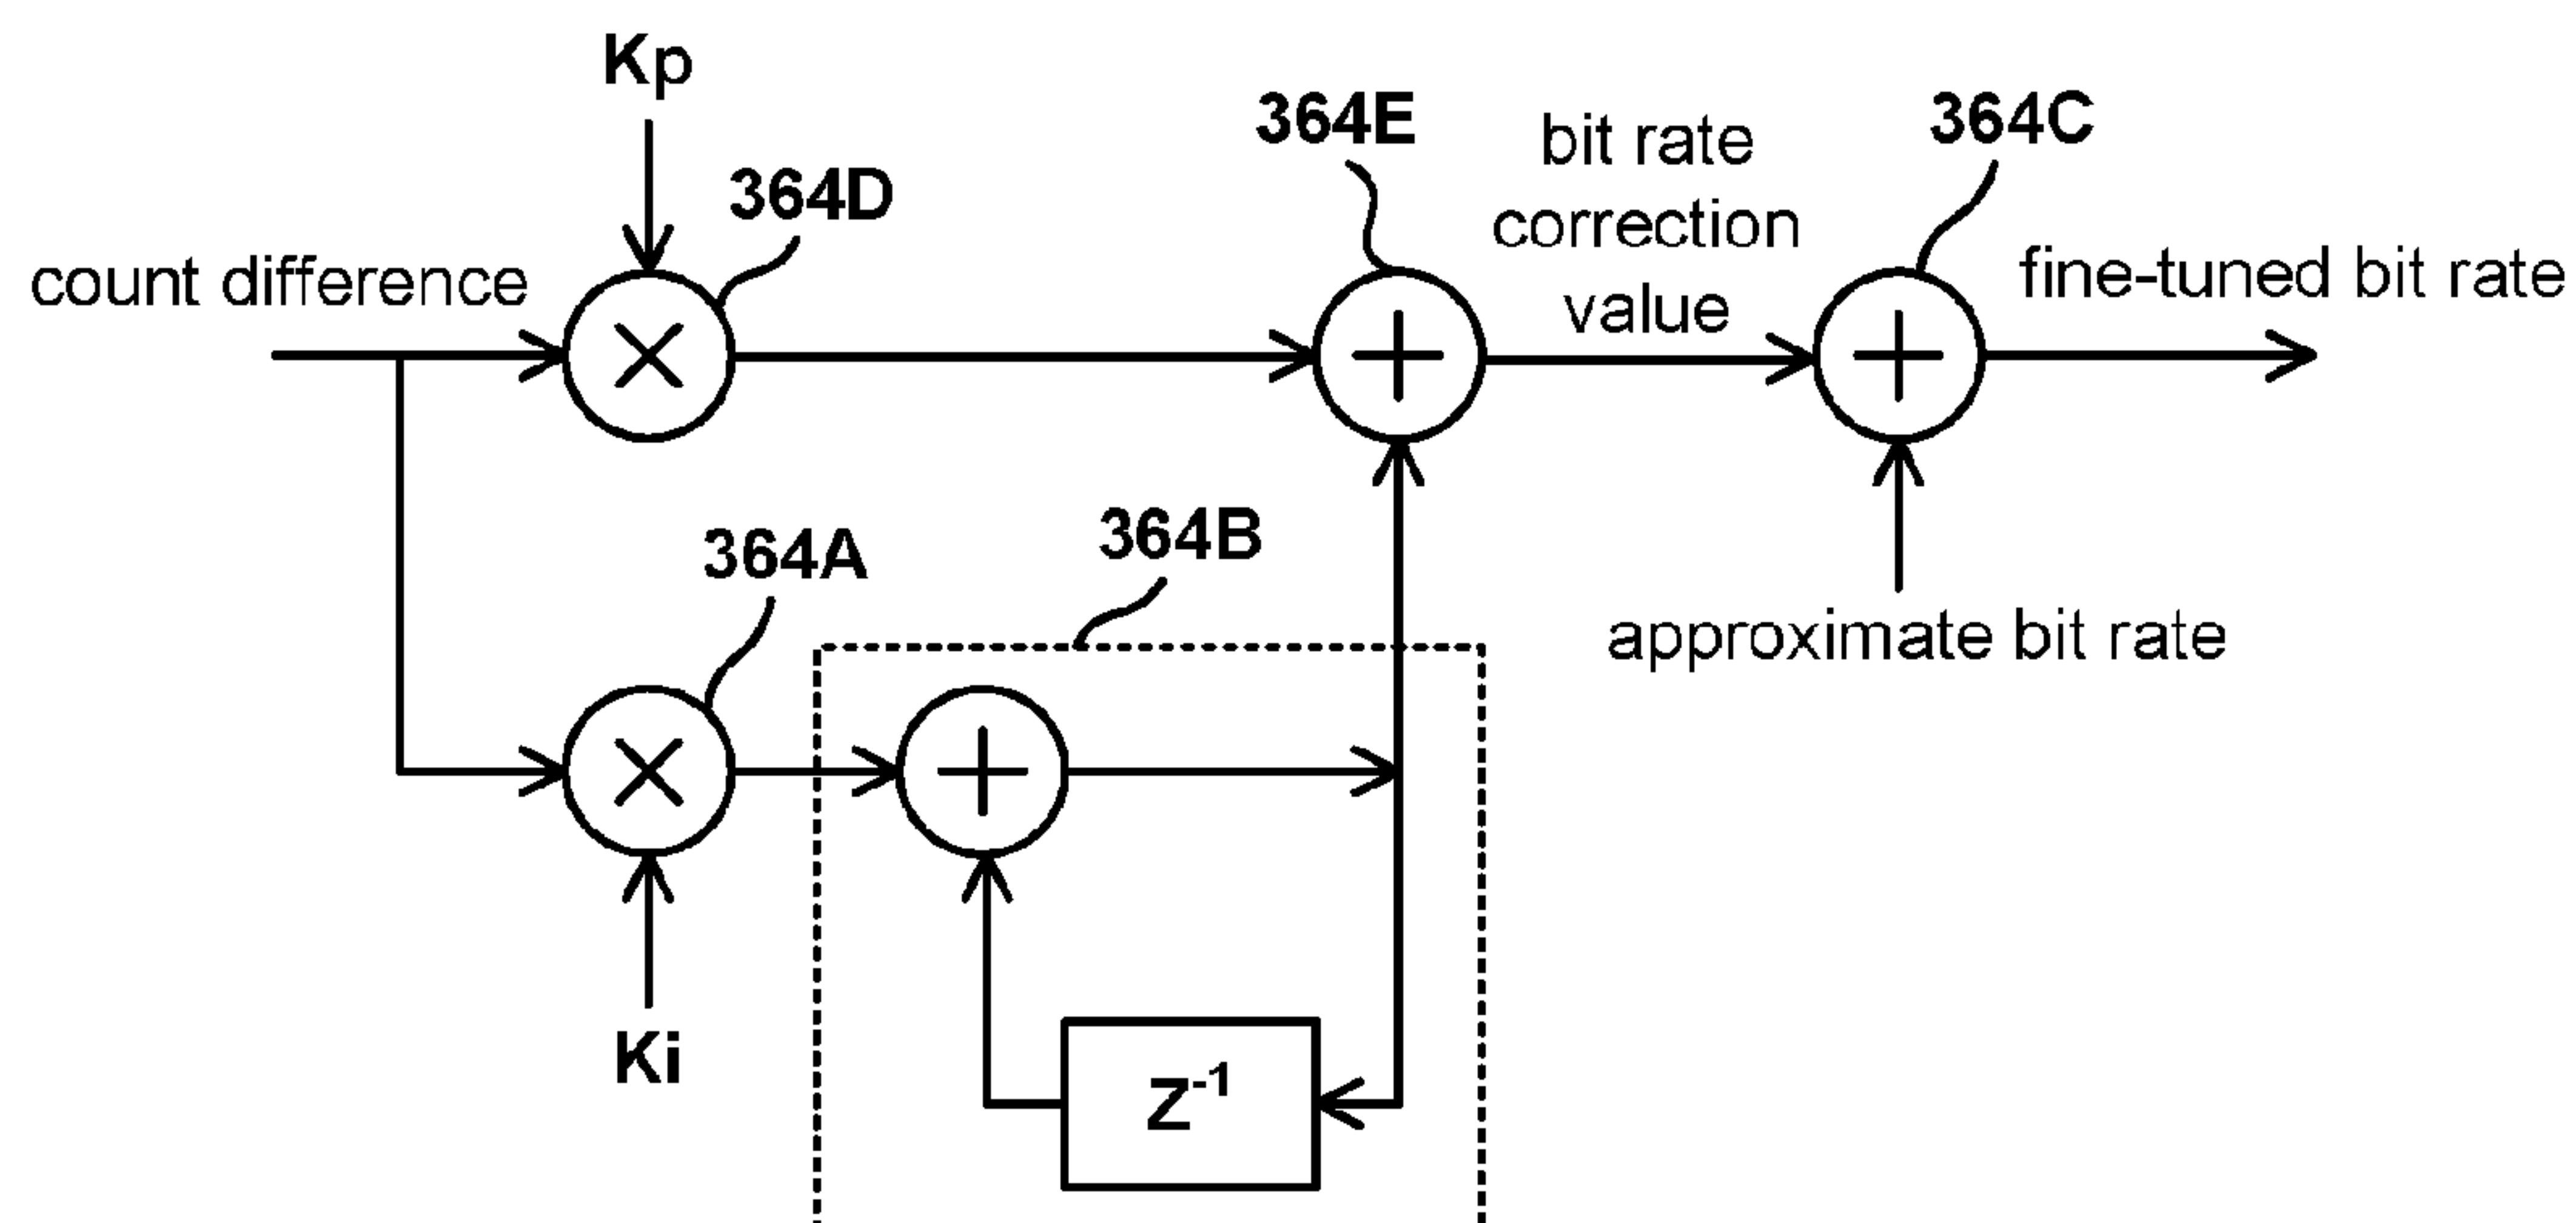 Kp
364D
count difference
364E
bit rate
correction
value
364C
fine-tuned bit rate
approximate bit rate
364A
364B
Ki
Z-1